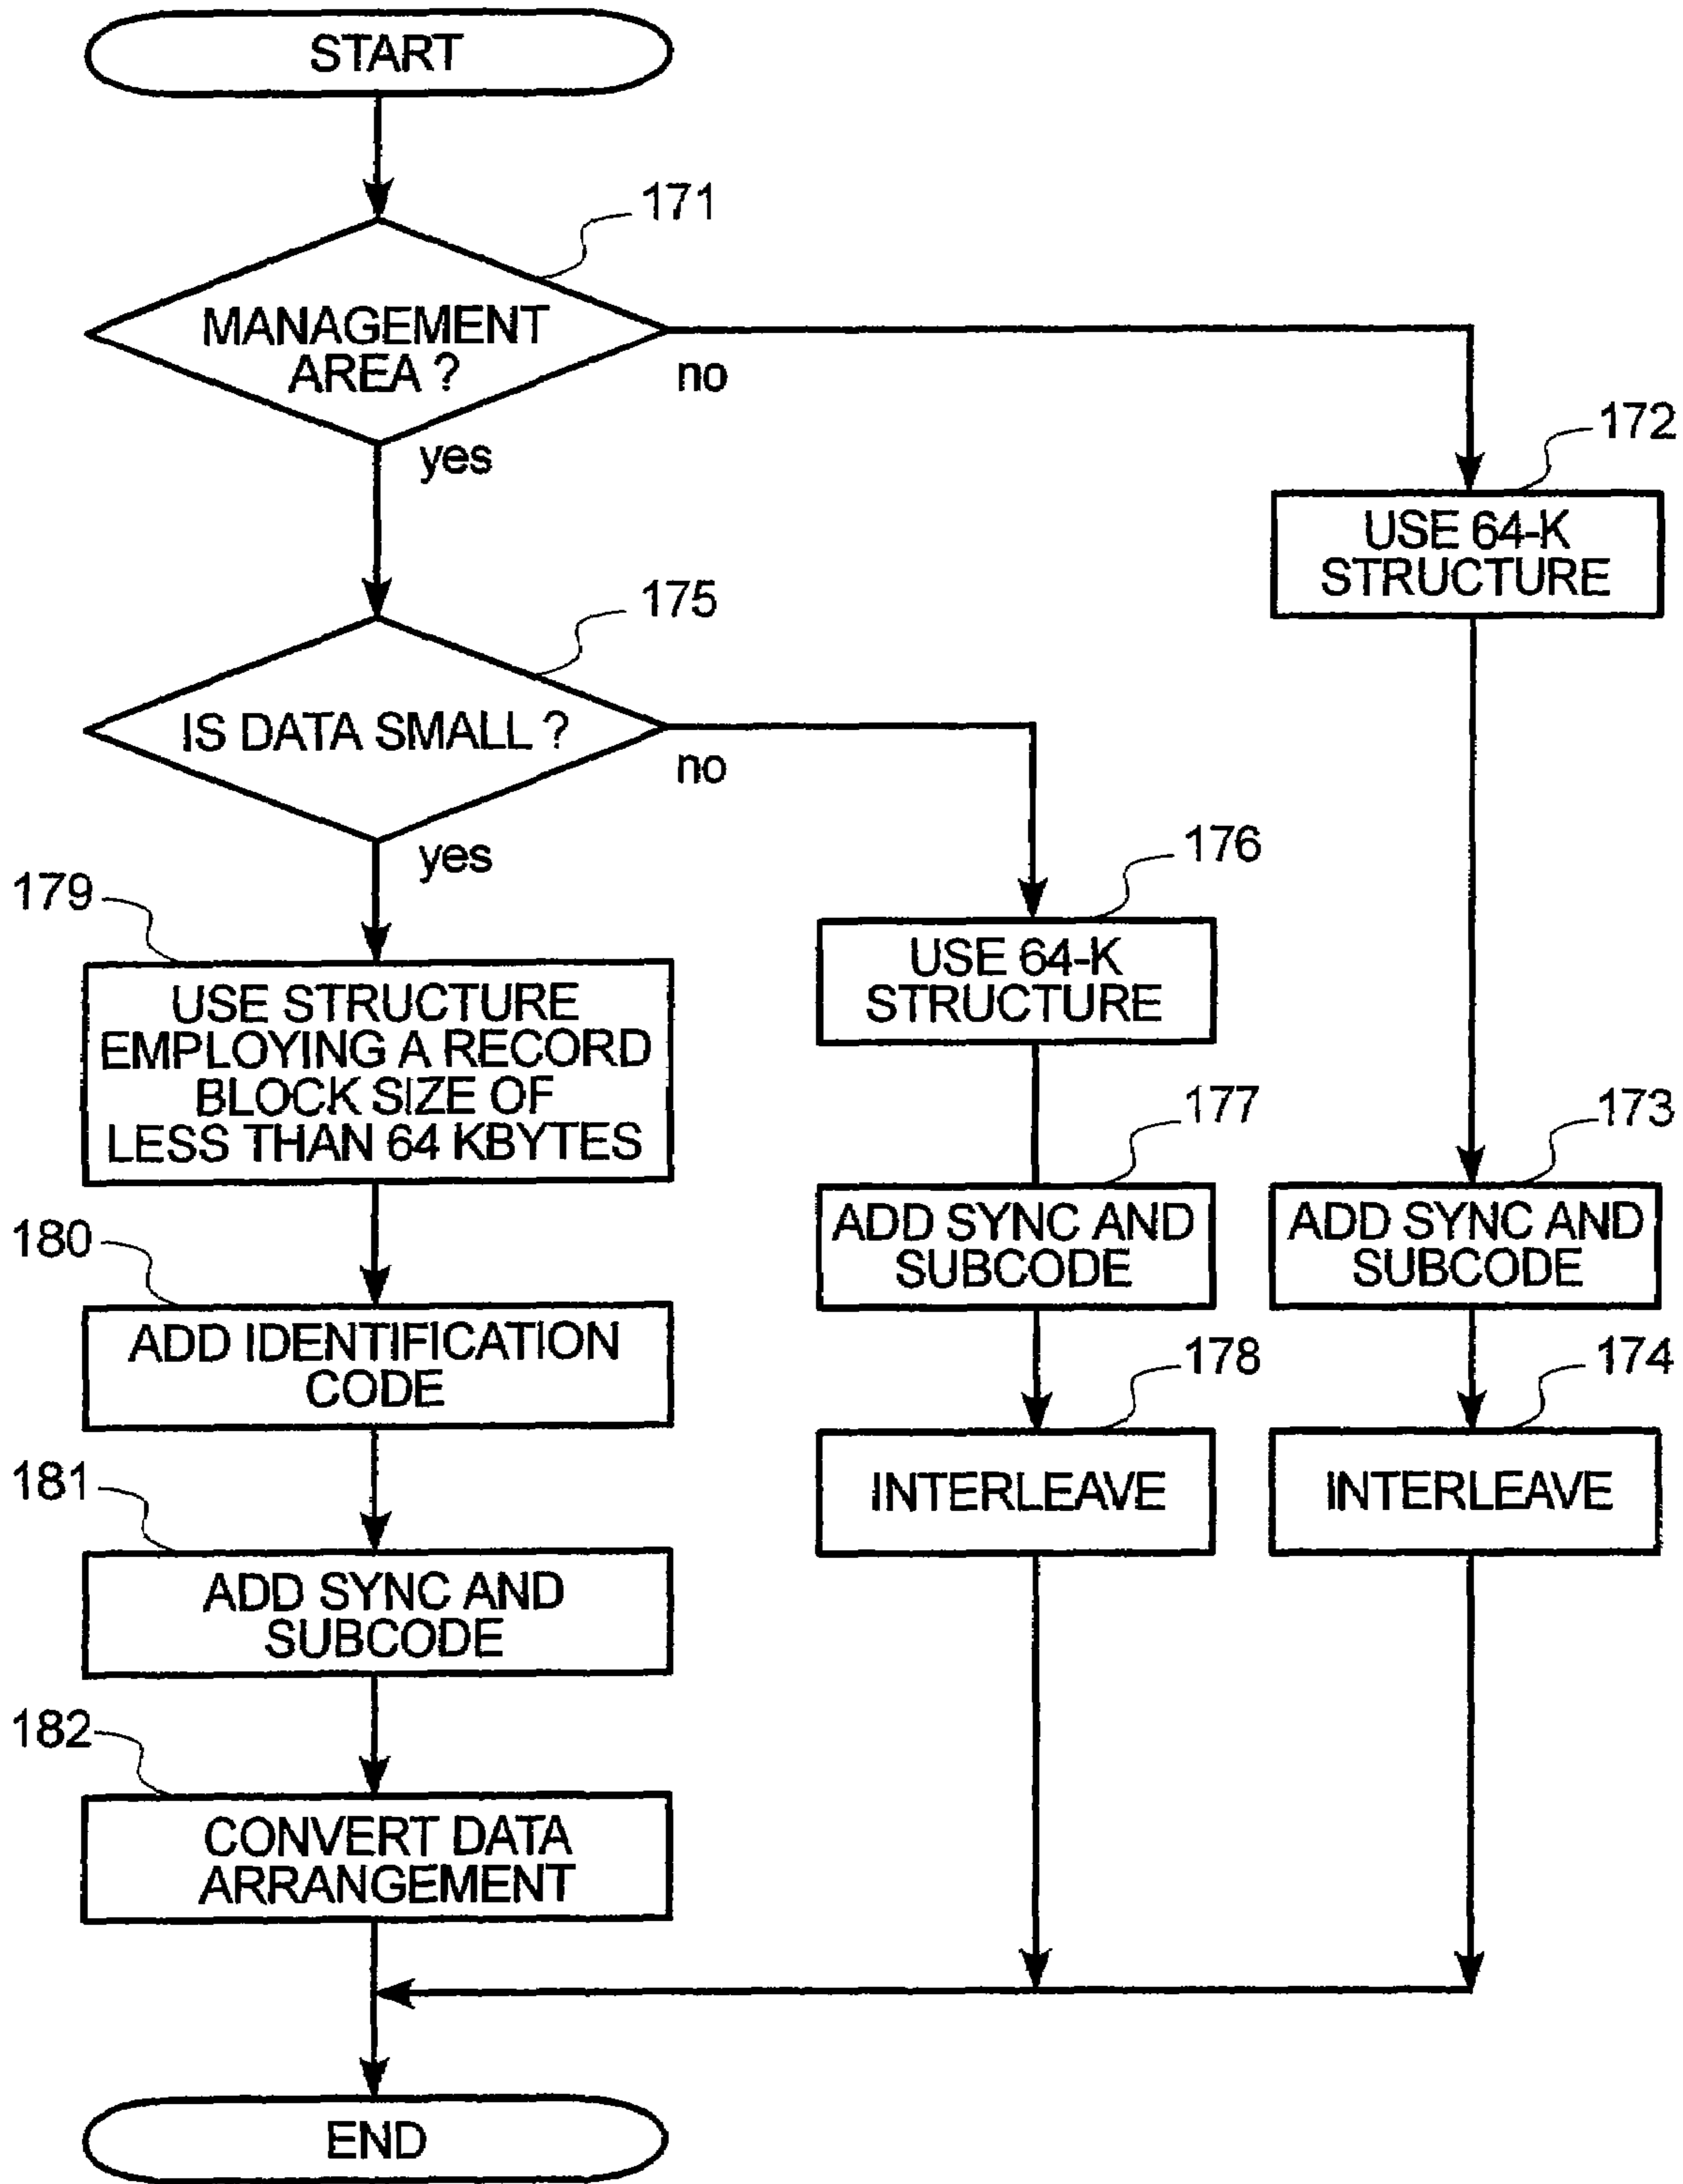 START
171
MANAGEMENT
AREA ?
no
yes
172
USE 64-K
STRUCTURE
175
IS DATA SMALL ?
no
yes
176
USE 64-K
STRUCTURE
179
USE STRUCTURE
EMPLOYING A RECORD
BLOCK SIZE OF
LESS THAN 64 KBYTES
177
ADD SYNC AND
SUBCODE
173
ADD SYNC AND
SUBCODE
180
ADD IDENTIFICATION
CODE
178
INTERLEAVE
174
INTERLEAVE
181
ADD SYNC AND
SUBCODE
182
CONVERT DATA
ARRANGEMENT
END